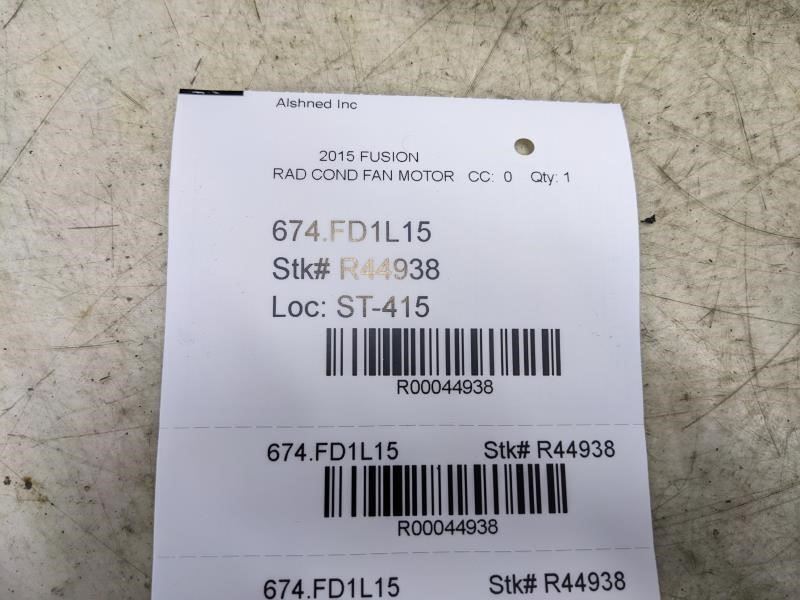 Alshned Inc
2015 FUSION
RAD COND FAN MOTOR CC: 0 Qty: 1
674.FD1L15
Stk# R44938
Loc: ST-415
R00044938
674.FD1L15 Stk# R44938
R00044938
674.FD1L15 Stk# R44938